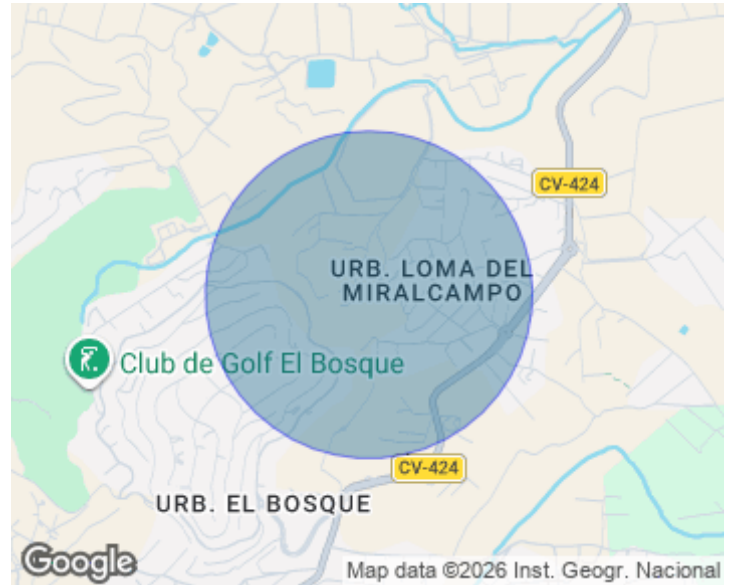 CV-424
URB. LOMA DEL
MIRALCAMPO
Club de Golf El Bosque
CV-424
URB. EL BOSQUE
Google
Map data ©2026 Inst. Geogr. Nacional